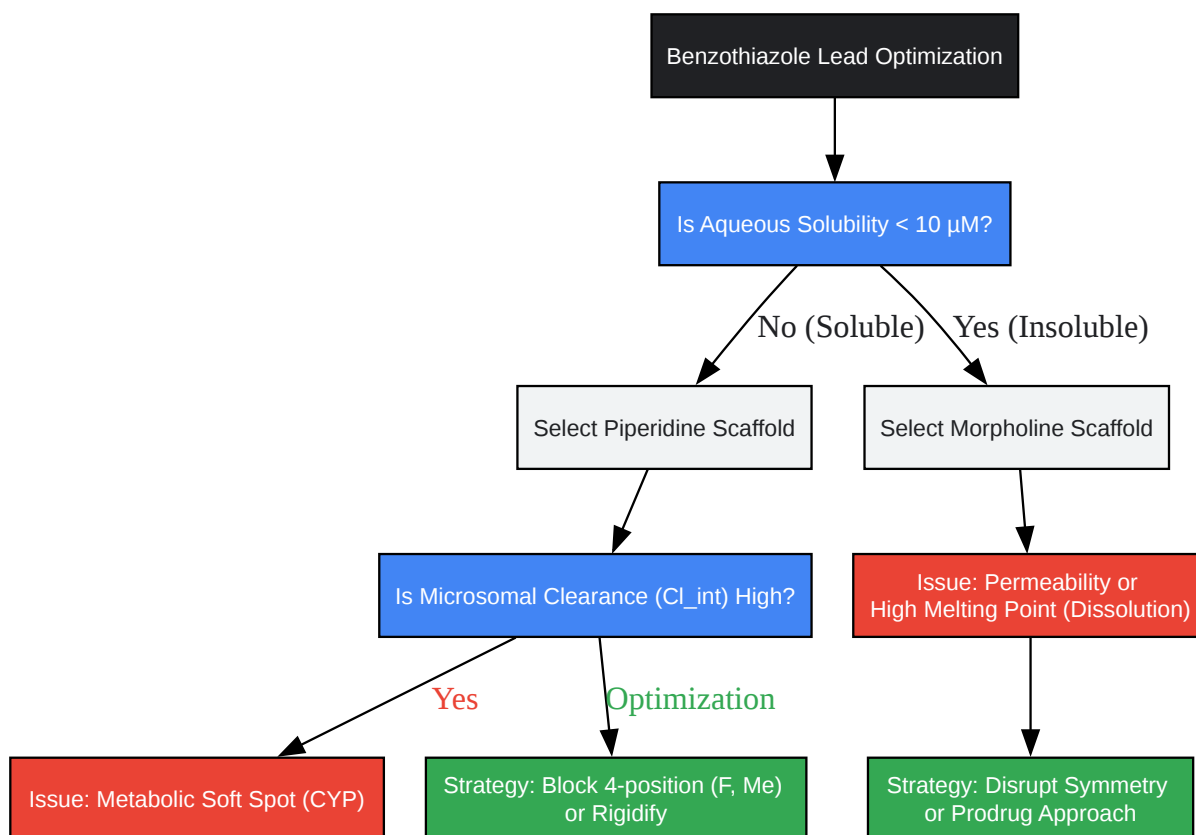 Benzothiazole Lead Optimization
Is Aqueous Solubility < 10 µM?
No (Soluble)
Yes (Insoluble)
Select Piperidine Scaffold
Select Morpholine Scaffold
Is Microsomal Clearance (Cl_int) High?
Issue: Permeability or
High Melting Point (Dissolution)
Yes
Optimization
Issue: Metabolic Soft Spot (CYP)
Strategy: Block 4-position (F, Me)
or Rigidify
Strategy: Disrupt Symmetry
or Prodrug Approach